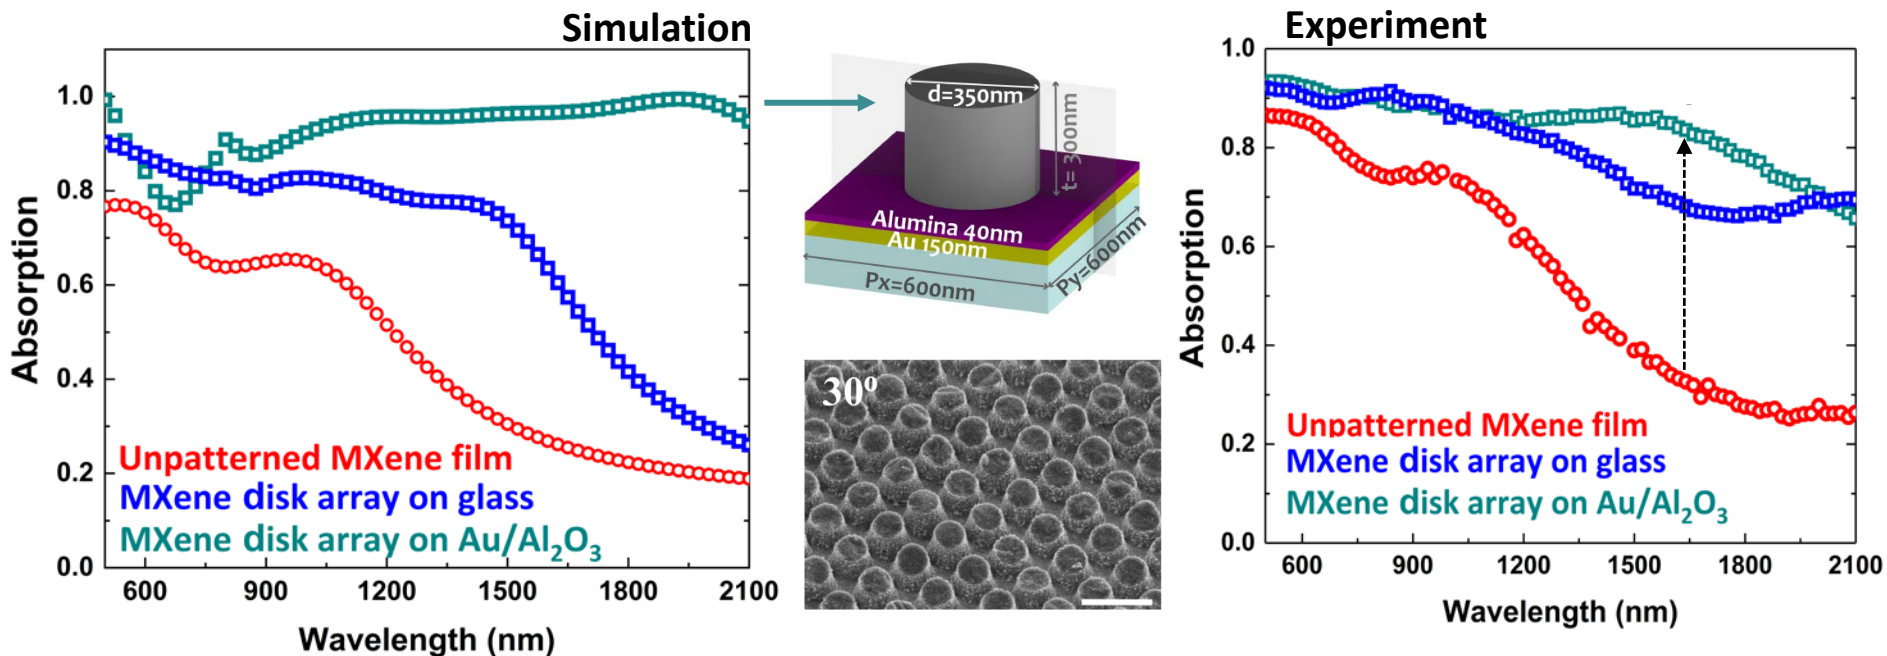 Simulation
Absorption
1.0
0.8
0.6
0.4
0.2
0.0
Unpatterned MXene film
MXene disk array on glass
MXene disk array on Au/Al₂O₃
600
900
1200
1500
1800
2100
Wavelength (nm)
d=350nm
t= 300nm
Alumina 40nm
Au 150nm
Px=600nm
Py=600nm
30º
Experiment
Absorption
1.0
0.8
0.6
0.4
0.2
0.0
Unpatterned MXene film
MXene disk array on glass
MXene disk array on Au/Al₂O₃
600
900
1200
1500
1800
2100
Wavelength (nm)